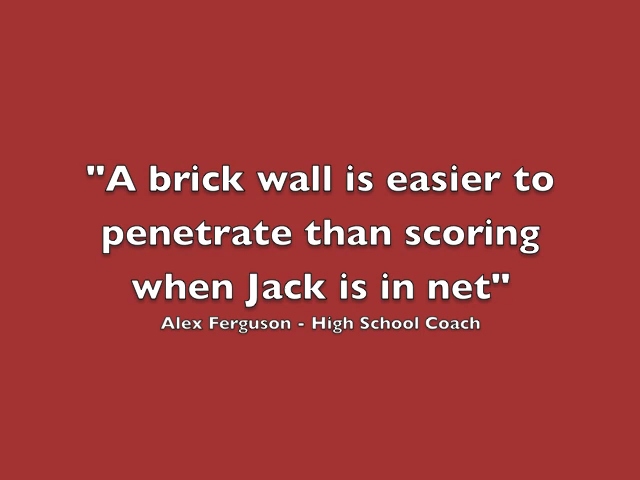 "A brick wall is easier to
penetrate than scoring
when Jack is in net"
Alex Ferguson - High School Coach